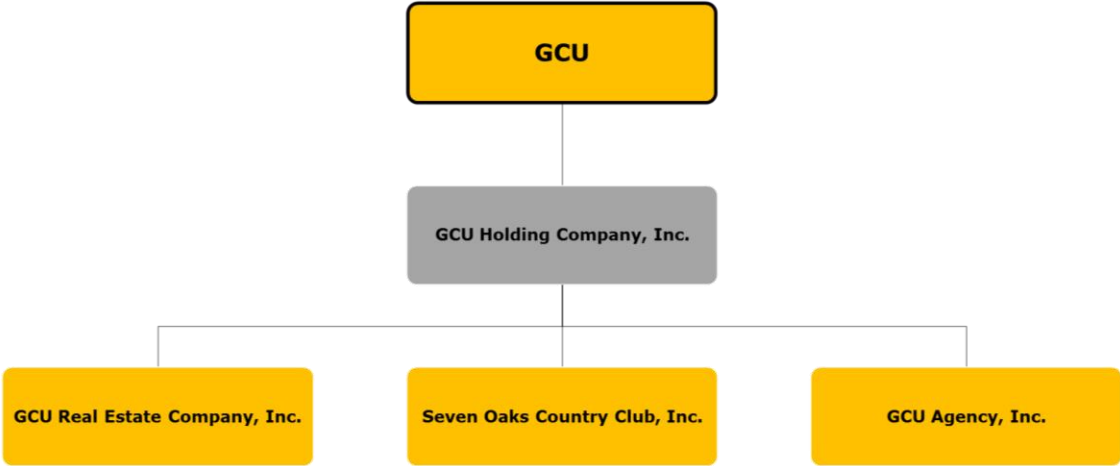 GCU
GCU Holding Company, Inc.
GCU Real Estate Company, Inc.
Seven Oaks Country Club, Inc.
GCU Agency, Inc.